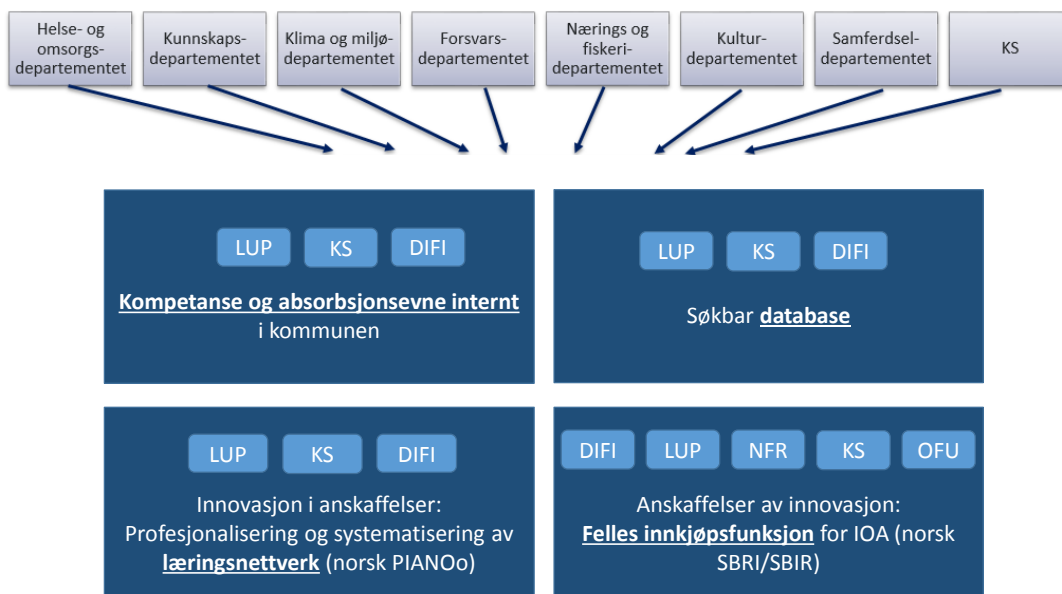 Helse- og
omsorgs-
departementet
Kunnskaps-
departementet
Klima og miljø-
departementet
Forsvars-
departementet
Nærings og
fiskeri-
departementet
Kultur-
departementet
Samferdsel-
departementet
KS
LUP KS DIFI
Kompetanse og absorbsjonsevne internt
i kommunen
LUP KS DIFI
Søkbar database
LUP KS DIFI
Innovasjon i anskaffelser:
Profesjonalisering og systematisering av
læringsnettverk (norsk PIANOo)
DIFI LUP NFR KS OFU
Anskaffelser av innovasjon:
Felles innkjøpsfunksjon for IOA (norsk
SBRI/SBIR)